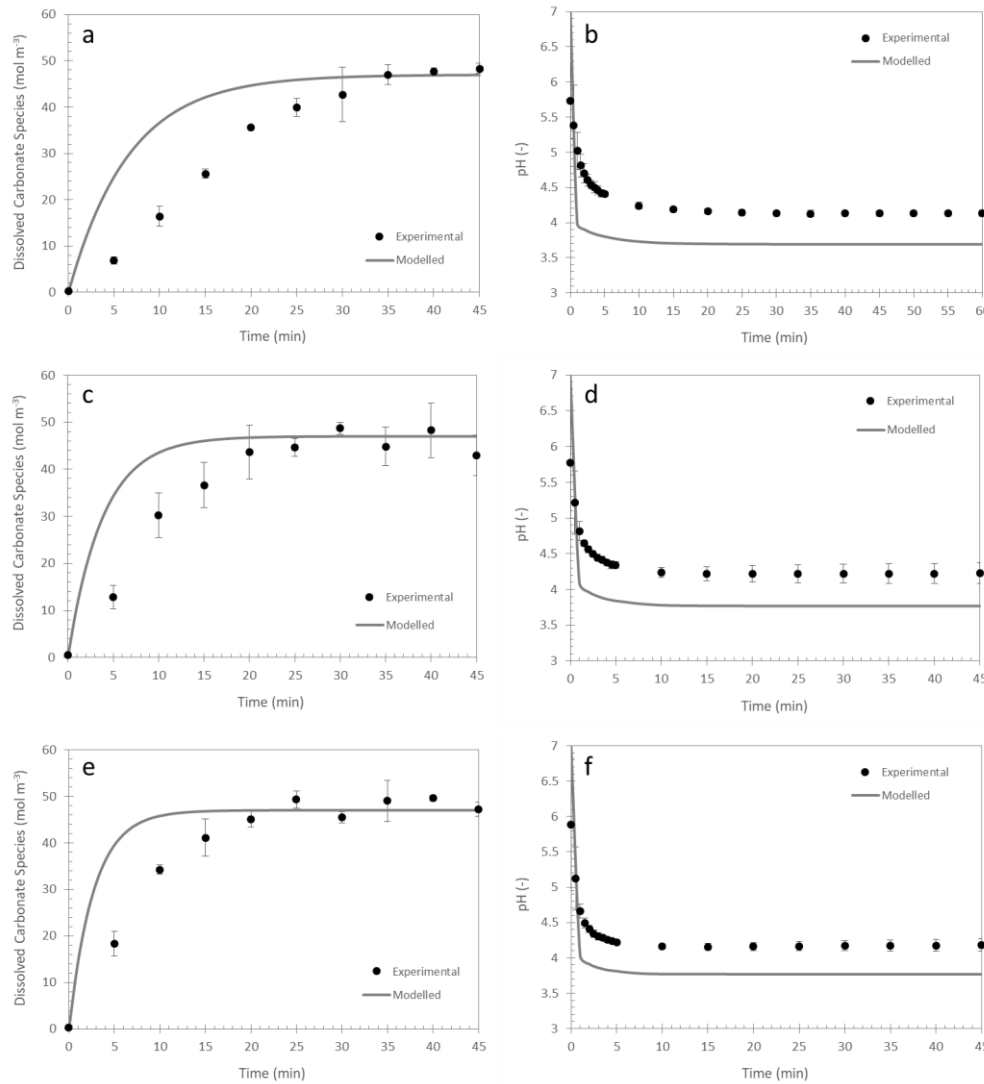 a
60
50
40
30
20
10
0
Dissolved Carbonate Species (mol m⁻³)
Experimental
Modelled
0 5 10 15 20 25 30 35 40 45
Time (min)
b
7
6.5
6
5.5
5
4.5
4
3.5
3
pH (-)
Experimental
Modelled
0 5 10 15 20 25 30 35 40 45 50 55 60
Time (min)
c
60
50
40
30
20
10
0
Dissolved Carbonate Species (mol m⁻³)
Experimental
Modelled
0 5 10 15 20 25 30 35 40 45
Time (min)
d
7
6.5
6
5.5
5
4.5
4
3.5
3
pH (-)
Experimental
Modelled
0 5 10 15 20 25 30 35 40 45
Time (min)
e
60
50
40
30
20
10
0
Dissolved Carbonate Species (mol m⁻³)
Experimental
Modelled
0 5 10 15 20 25 30 35 40 45
Time (min)
f
7
6.5
6
5.5
5
4.5
4
3.5
3
pH (-)
Experimental
Modelled
0 5 10 15 20 25 30 35 40 45
Time (min)